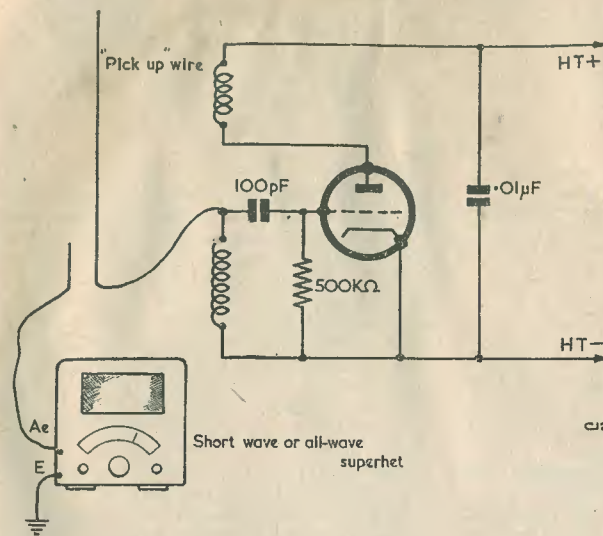 "Pick up" wire
HT+
100pF
·01µF
500KΩ
HT−
Ae
E
Short wave or all-wave
superhet